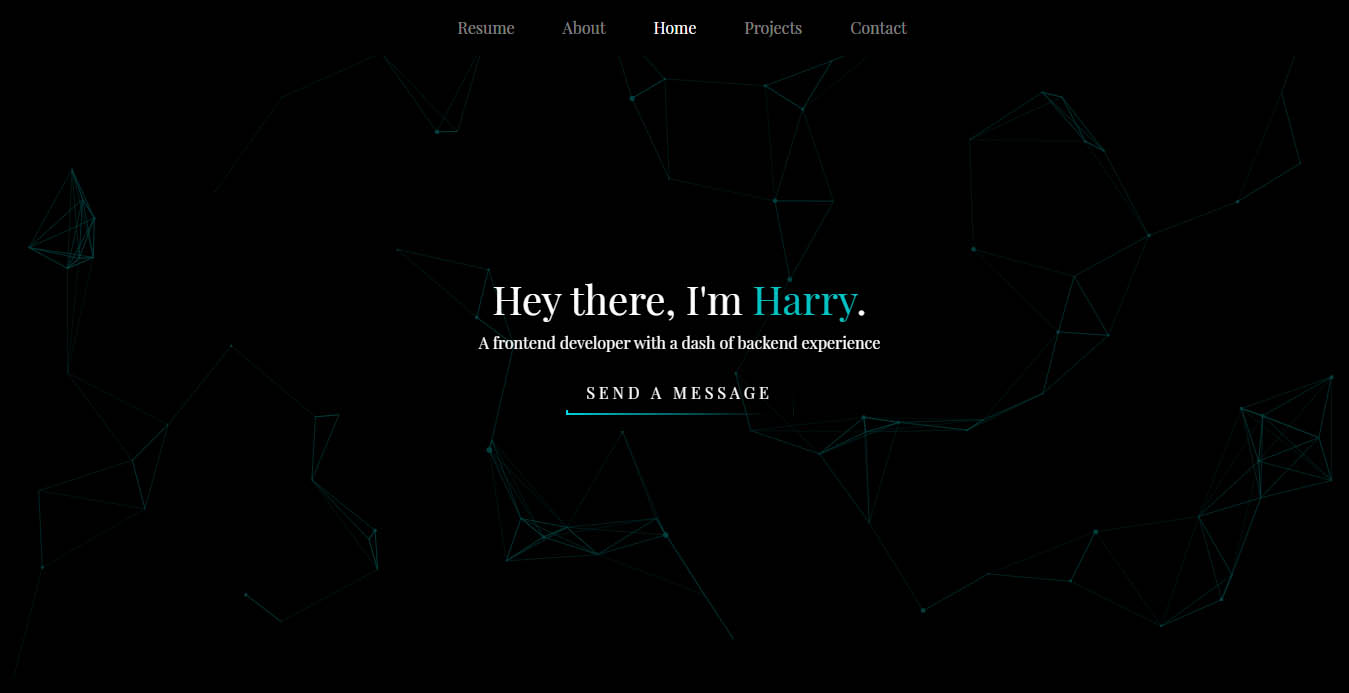 Resume About Home Projects Contact
Hey there, I'm Harry.
A frontend developer with a dash of backend experience
SEND A MESSAGE